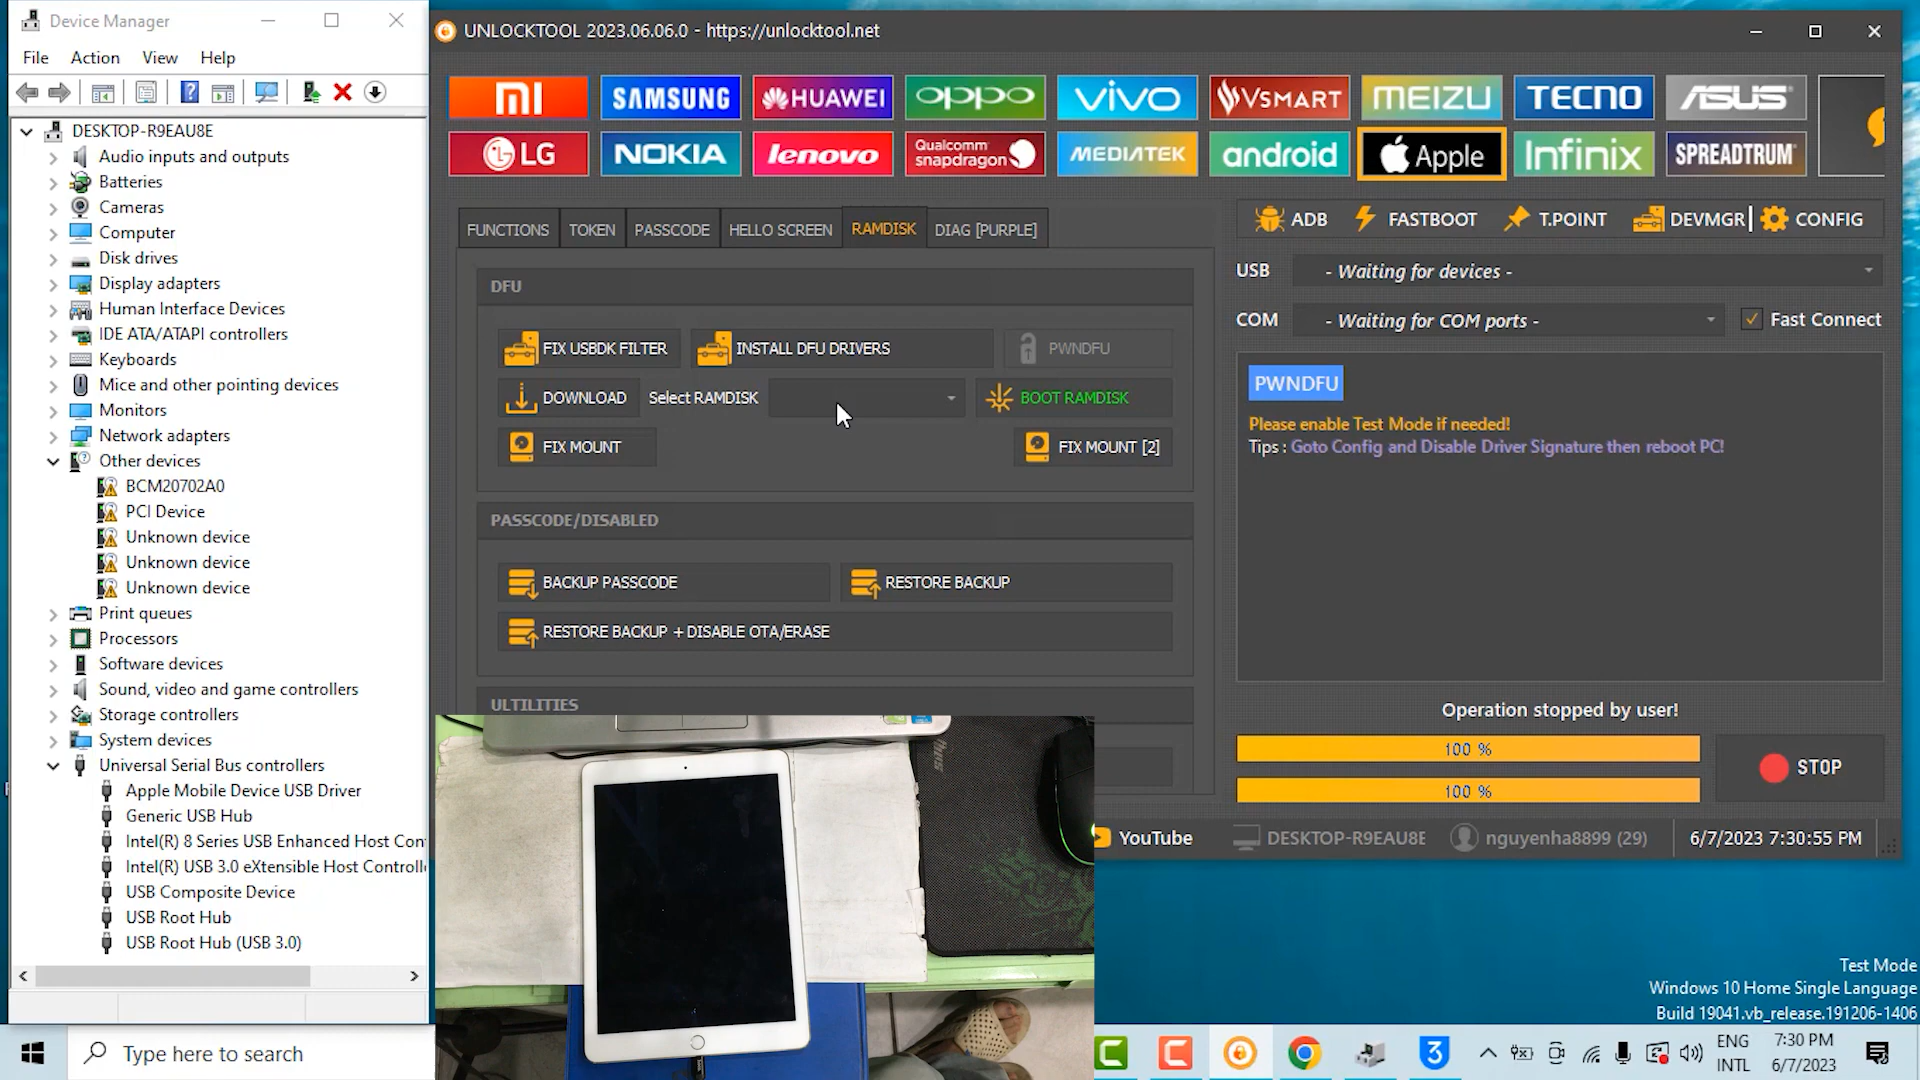 Device Manager
File Action View Help
DESKTOP-R9EAU8E
Audio inputs and outputs
Batteries
Cameras
Computer
Disk drives
Display adapters
Human Interface Devices
IDE ATA/ATAPI controllers
Keyboards
Mice and other pointing devices
Monitors
Network adapters
Other devices
BCM20702A0
PCI Device
Unknown device
Unknown device
Unknown device
Print queues
Processors
Software devices
Sound, video and game controllers
Storage controllers
System devices
Universal Serial Bus controllers
Apple Mobile Device USB Driver
Generic USB Hub
Intel(R) 8 Series USB Enhanced Host Con
Intel(R) USB 3.0 eXtensible Host Controll
USB Composite Device
USB Root Hub
USB Root Hub (USB 3.0)
UNLOCKTOOL 2023.06.06.0 - https://unlocktool.net
MI SAMSUNG HUAWEI oppo vivo VSMART MEIZU TECNO ASUS
LG NOKIA lenovo Qualcomm snapdragon MEDIATEK android Apple Infinix SPREADTRUM
FUNCTIONS TOKEN PASSCODE HELLO SCREEN RAMDISK DIAG [PURPLE]
DFU
FIX USBDK FILTER INSTALL DFU DRIVERS PWNDFU
DOWNLOAD Select RAMDISK BOOT RAMDISK
FIX MOUNT FIX MOUNT [2]
PASSCODE/DISABLED
BACKUP PASSCODE RESTORE BACKUP
RESTORE BACKUP + DISABLE OTA/ERASE
ULTILITIES
ADB FASTBOOT T.POINT DEVMGR CONFIG
USB - Waiting for devices -
COM - Waiting for COM ports - Fast Connect
PWNDFU
Please enable Test Mode if needed!
Tips : Goto Config and Disable Driver Signature then reboot PC!
Operation stopped by user!
100 %
100 %
STOP
YouTube DESKTOP-R9EAU8E nguyenha8899 (29) 6/7/2023 7:30:55 PM
Test Mode
Windows 10 Home Single Language
Build 19041.vb_release.191206-1406
Type here to search
3
ENG
INTL
7:30 PM
6/7/2023